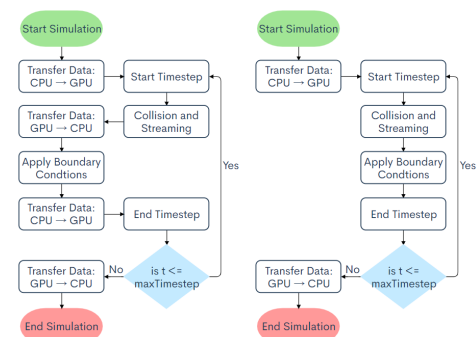 Start Simulation
Transfer Data:
CPU → GPU
Start Timestep
Transfer Data:
GPU → CPU
Collision and
Streaming
Apply Boundary
Condtions
Yes
Transfer Data:
CPU → GPU
End Timestep
Transfer Data:
GPU → CPU
No
is t <=
maxTimestep
End Simulation
Start Simulation
Transfer Data:
CPU → GPU
Start Timestep
Collision and
Streaming
Apply Boundary
Conditions
Yes
End Timestep
Transfer Data:
GPU → CPU
No
is t <=
maxTimestep
End Simulation